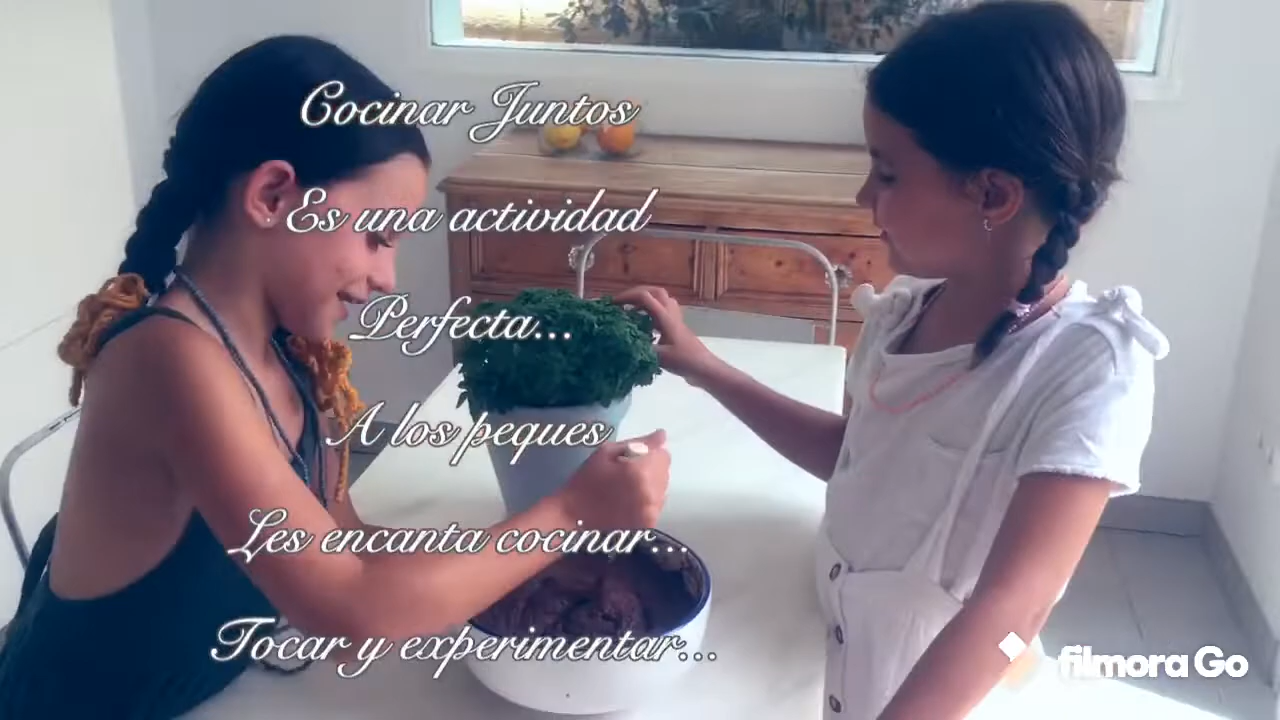 Cocinar Juntos
Es una actividad
Perfecta...
A los peques
Les encanta cocinar...
Tocar y experimentar...
filmora Go